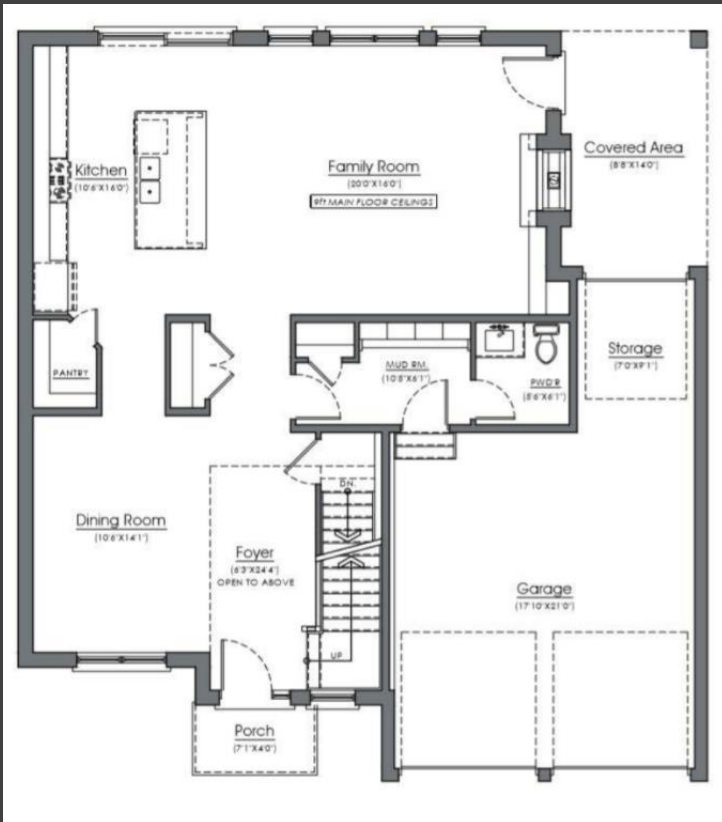 Kitchen
(10'6"X16'0")
Family Room
(20'0"X16'0")
9ft MAIN FLOOR CEILINGS
Covered Area
(8'8"X14'0")
PANTRY
MUD RM.
(10'8"X6'1")
PWD'R
(8'6"X6'1")
Storage
(7'0"X9'1")
Dining Room
(10'6"X14'1")
Foyer
(6'3"X24'4")
OPEN TO ABOVE
DN.
UP
Garage
(17'10"X21'0")
Porch
(7'1"X4'0")